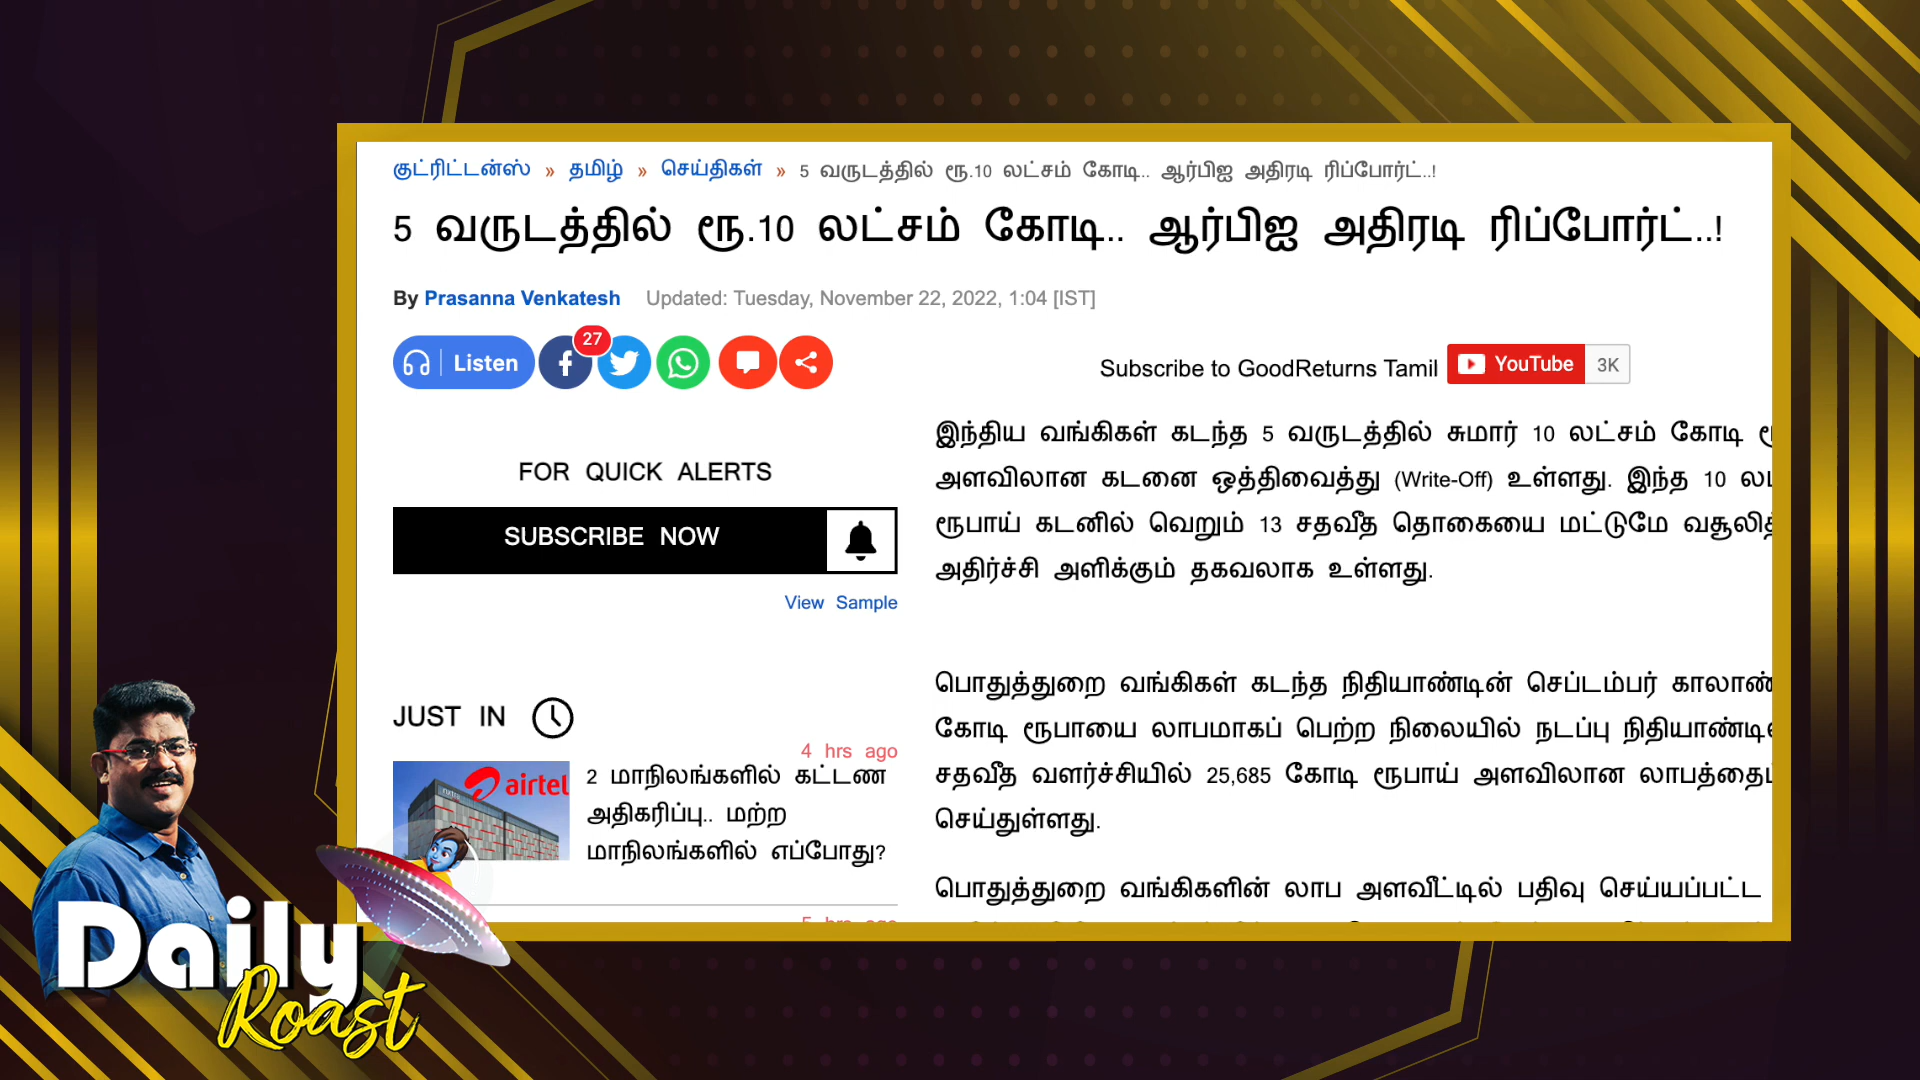 குட்ரிட்டன்ஸ் » தமிழ் » செய்திகள் » 5 வருடத்தில் ரூ.10 லட்சம் கோடி.. ஆர்பிஐ அதிரடி ரிப்போர்ட்..!
5 வருடத்தில் ரூ.10 லட்சம் கோடி.. ஆர்பிஐ அதிரடி ரிப்போர்ட்..!
By Prasanna Venkatesh Updated: Tuesday, November 22, 2022, 1:04 [IST]
Listen 27
Subscribe to GoodReturns Tamil YouTube 3K
FOR QUICK ALERTS
SUBSCRIBE NOW
View Sample
JUST IN
4 hrs ago
airtel
2 மாநிலங்களில் கட்டண
அதிகரிப்பு.. மற்ற
மாநிலங்களில் எப்போது?
இந்திய வங்கிகள் கடந்த 5 வருடத்தில் சுமார் 10 லட்சம் கோடி
அளவிலான கடனை ஒத்திவைத்து (Write-Off) உள்ளது. இந்த 10
ரூபாய் கடனில் வெறும் 13 சதவீத தொகையை மட்டுமே
அதிர்ச்சி அளிக்கும் தகவலாக உள்ளது.
பொதுத்துறை வங்கிகள் கடந்த நிதியாண்டின் செப்டம்பர்
கோடி ரூபாயை லாபமாகப் பெற்ற நிலையில் நடப்பு
சதவீத வளர்ச்சியில் 25,685 கோடி ரூபாய் அளவிலான
செய்துள்ளது.
பொதுத்துறை வங்கிகளின் லாப அளவீட்டில் பதிவு செய்யப்பட்ட
Daily
Roast